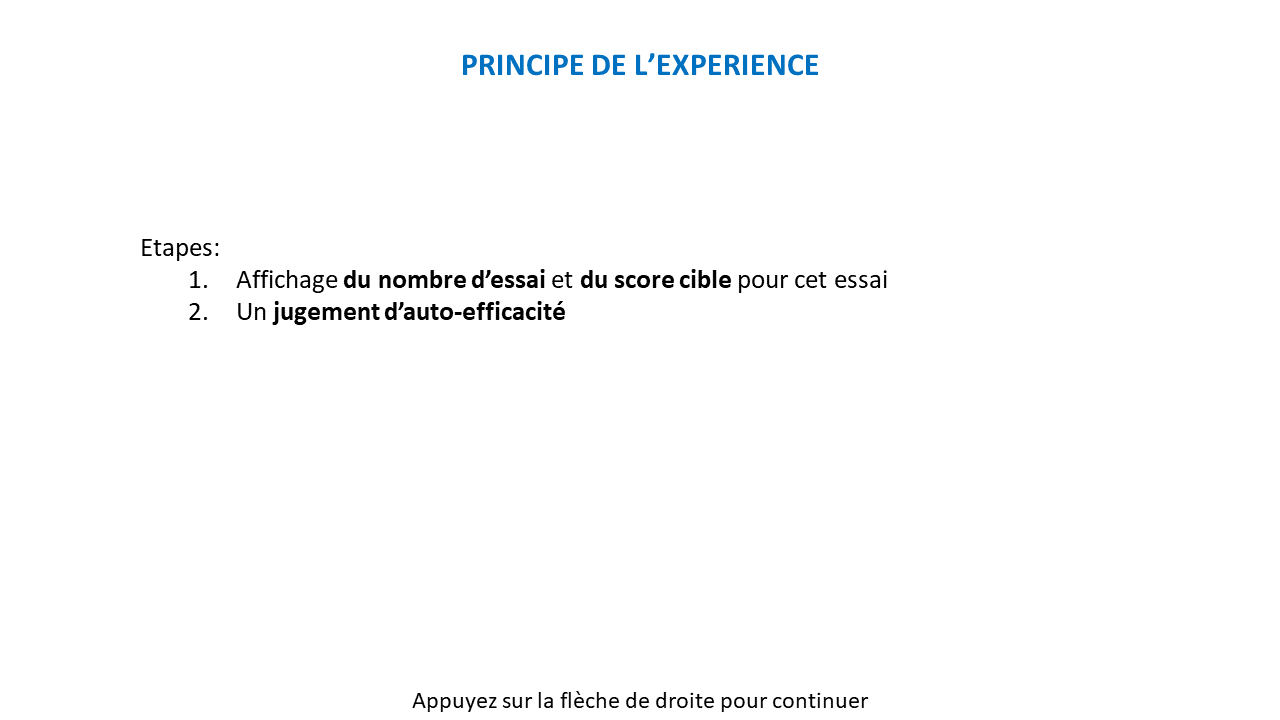 PRINCIPE DE L’EXPERIENCE
Etapes:
1. Affichage du nombre d’essai et du score cible pour cet essai
2. Un jugement d’auto-efficacité
Appuyez sur la flèche de droite pour continuer